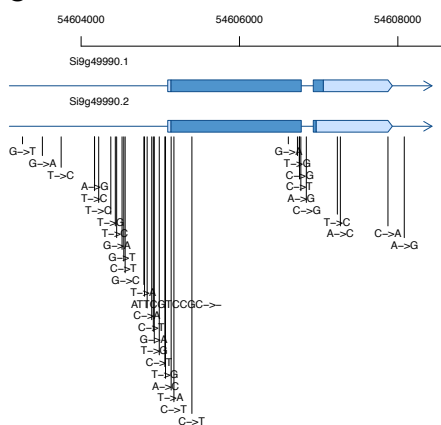 54604000 54606000 54608000
Si9g49990.1
Si9g49990.2
G->T
G->A
T->C
A->G
T->C
T->C
T->G
T->C
G->A
G->T
C->T
G->C
T->A
ATTCGTCCGC->-
C->A
C->T
G->A
T->G
C->T
T->G
A->C
T->A
C->T
C->T
G->A
T->G
C->G
C->T
A->G
C->G
T->C
A->C
C->A
A->G